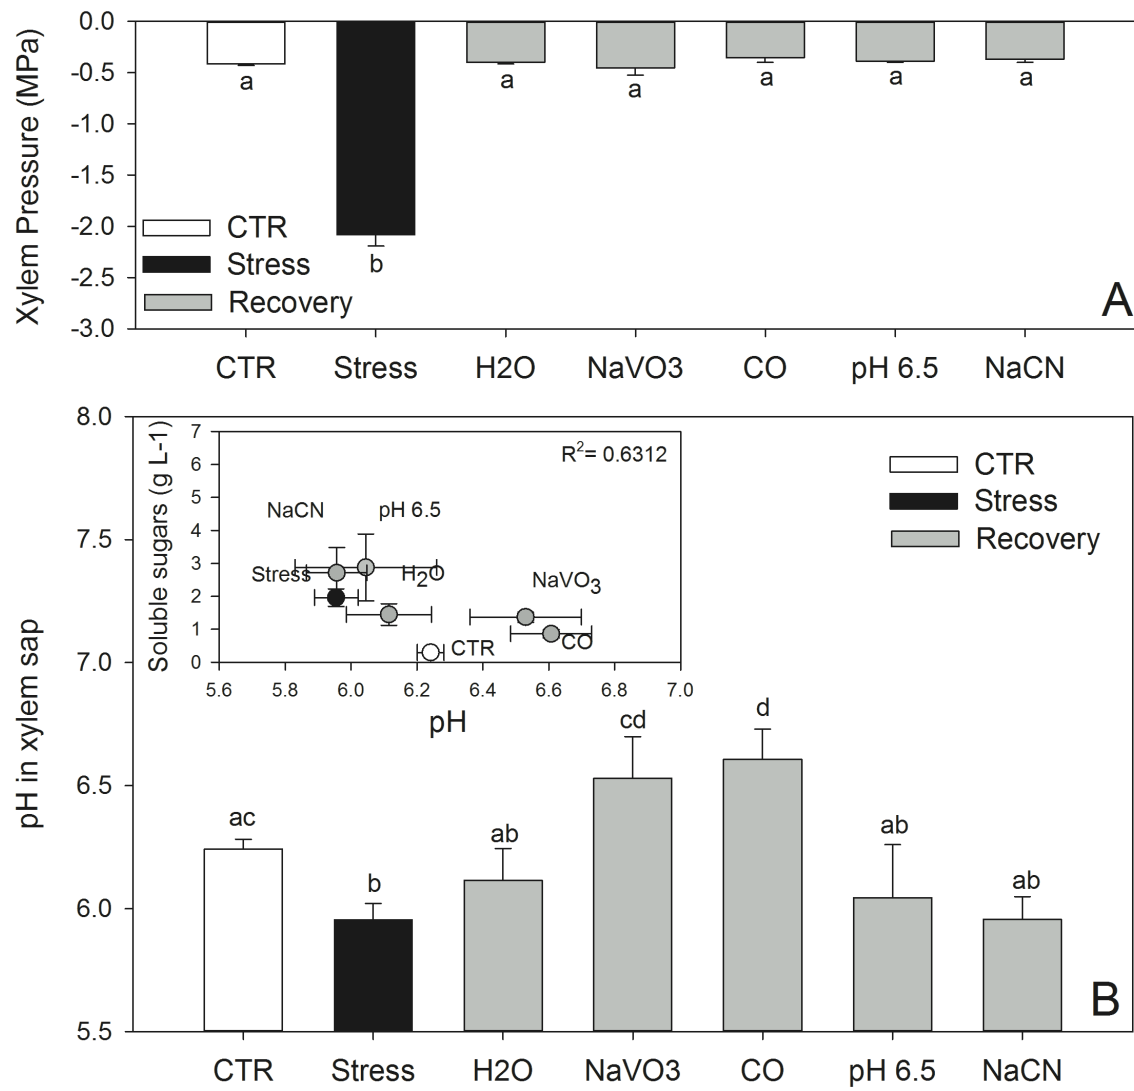 Xylem Pressure (MPa)
0.0
-0.5
-1.0
-1.5
-2.0
-2.5
-3.0
a
b
a
a
a
a
a
CTR
Stress
Recovery
A
CTR Stress H2O NaVO3 CO pH 6.5 NaCN
pH in xylem sap
8.0
7.5
7.0
6.5
6.0
5.5
Soluble sugars (g L-1)
7
6
5
4
3
2
1
0
R²= 0.6312
NaCN
pH 6.5
Stress
H₂O
NaVO₃
CTR
CO
5.6 5.8 6.0 6.2 6.4 6.6 6.8 7.0
pH
CTR
Stress
Recovery
ac
b
ab
cd
d
ab
ab
B
CTR Stress H2O NaVO3 CO pH 6.5 NaCN